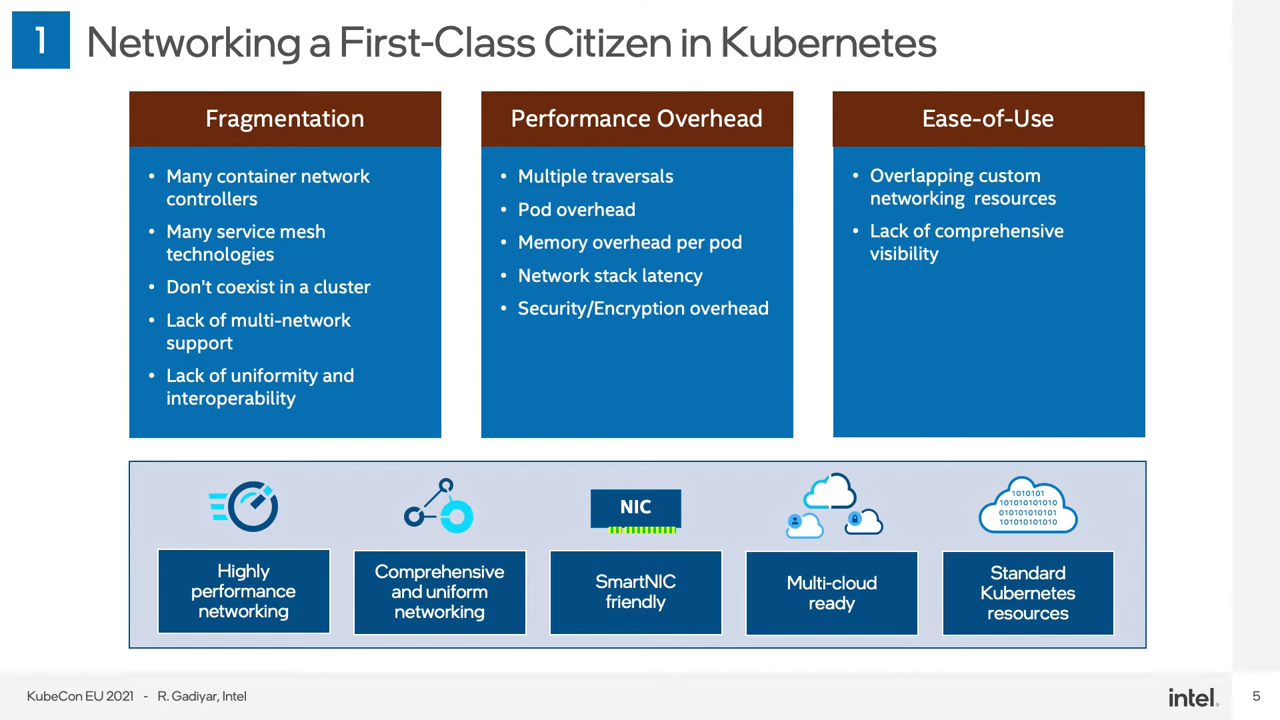 1
Networking a First-Class Citizen in Kubernetes
Fragmentation
• Many container network
controllers
• Many service mesh
technologies
• Don't coexist in a cluster
• Lack of multi-network
support
• Lack of uniformity and
interoperability
Performance Overhead
• Multiple traversals
• Pod overhead
• Memory overhead per pod
• Network stack latency
• Security/Encryption overhead
Ease-of-Use
• Overlapping custom
networking resources
• Lack of comprehensive
visibility
Highly
performance
networking
Comprehensive
and uniform
networking
NIC
SmartNIC
friendly
Multi-cloud
ready
1010101
101010101010
010101010101
101010101010
Standard
Kubernetes
resources
KubeCon EU 2021 - R. Gadiyar, Intel
intel.
5